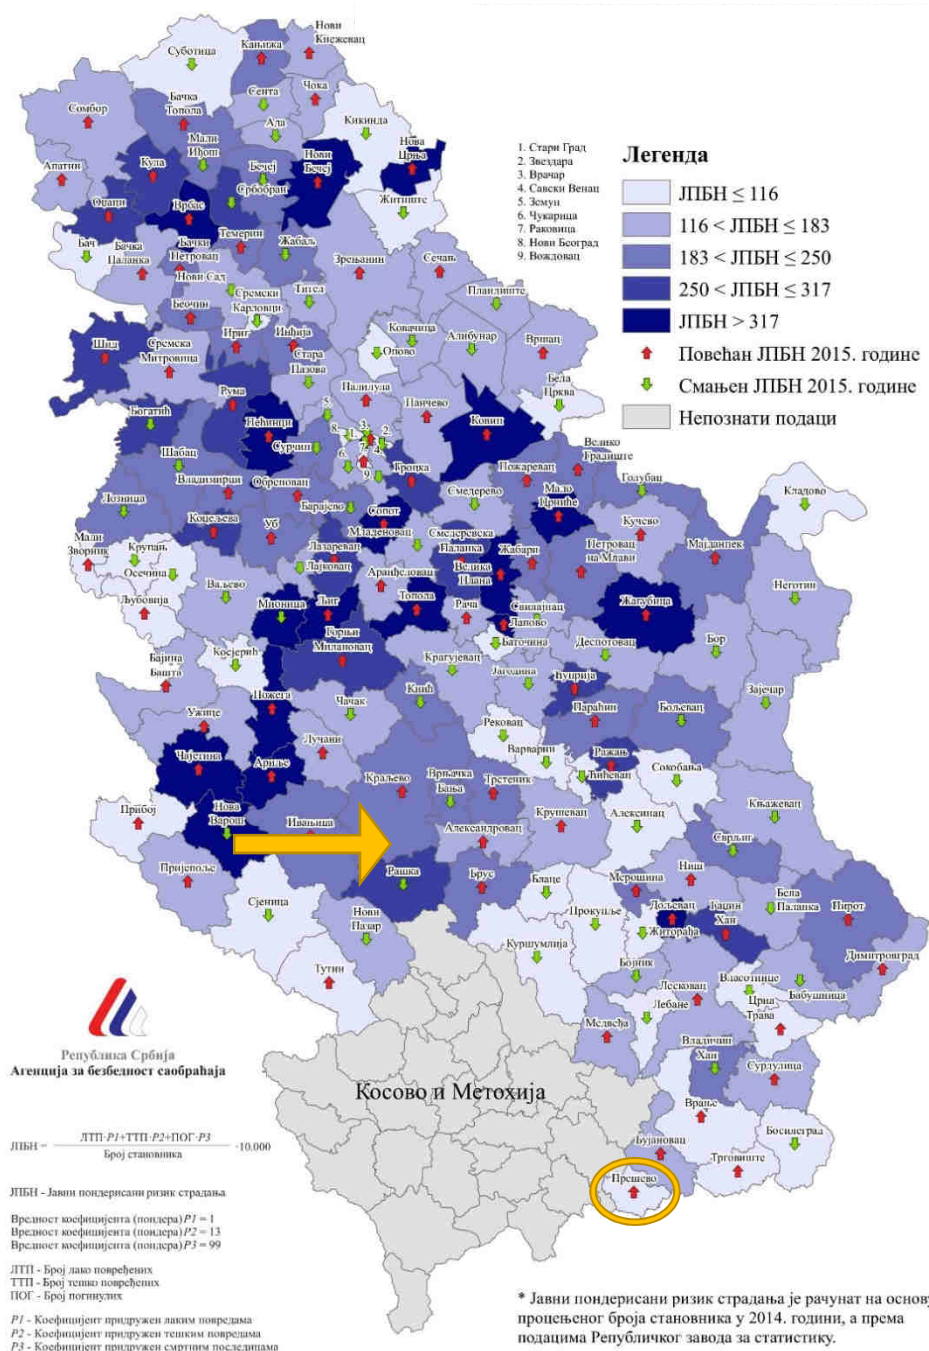 Нови
Кнежевац
Кањижа
Суботица
Чока
Сента
Бачка
Топола
Сомбор
Ада
Кикинда
Мали
Иђош
Нова
Црња
Кула
Нови
Бечеј
Бечеј
Апатин
Србобран
Оџаци
Врбас
Житиште
Темерин
Бач
Бачка
Паланка
Бачки
Петровац
Жабаљ
Зрењанин
Сечањ
Нови Сад
Сремски
Карловци
Тител
Пландиште
Беочин
Ириг
Инђија
Ковачица
Опово
Алибунар
Вршац
Шид
Сремска
Митровица
Стара
Пазова
Бела
Црква
Рума
Палилула
Панчево
Ковин
Богатић
Пећинци
Сурчин
5.
8.
1.
3.
2.
7.
4.
6.
9.
Шабац
Гроцка
Пожаревац
Велико
Градиште
Голубац
Владимирци
Обреновац
Лозница
Барајево
Сопот
Смедерево
Мало
Црниће
Кладово
Коцељева
Уб
Младеновац
Кучево
Мали
Зворник
Крупањ
Лазаревац
Смедеревска
Паланка
Жабари
Петровац
на Млави
Мајданпек
Осечина
Лајковац
Аранђеловац
Велика
Плана
Љубовија
Ваљево
Неготин
Мионица
Љиг
Топола
Рача
Свилајнац
Жагубица
Лапово
Баточина
Горњи
Милановац
Деспотовац
Бор
Косјерић
Крагујевац
Јагодина
Бајина
Башта
Ћуприја
Зајечар
Пожега
Кнић
Чачак
Параћин
Бољевац
Ужице
Рековац
Лучани
Варварин
Ражањ
Чајетина
Ариље
Ћићевац
Сокобања
Краљево
Врњачка
Бања
Трстеник
Прибој
Нова
Варош
Ивањица
Крушевац
Алексинац
Књажевац
Александровац
Сврљиг
Пријепоље
Рашка
Брус
Блаце
Мерошина
Ниш
Бела
Паланка
Сјеница
Прокупље
Дољевац
Гаџин
Хан
Пирот
Нови
Пазар
Куршумлија
Житорађа
Тутин
Бојник
Власотинце
Димитровград
Лесковац
Бабушница
Лебане
Црна
Трава
Медвеђа
Владичин
Хан
Сурдулица
Врање
Босилеград
Бујановац
Трговиште
Прешево
Косово и Метохија
1. Стари Град
2. Звездара
3. Врачар
4. Савски Венац
5. Земун
6. Чукарица
7. Раковица
8. Нови Београд
9. Вождовац
Легенда
ЈПБН ≤ 116
116 < ЈПБН ≤ 183
183 < ЈПБН ≤ 250
250 < ЈПБН ≤ 317
ЈПБН > 317
Повећан ЈПБН 2015. године
Смањен ЈПБН 2015. године
Непознати подаци
Република Србија
Агенција за безбедност саобраћаја
ЈПБН = ЛТП·P1+ТТП·P2+ПОГ·P3 ·10.000
Број становника
ЈПБН - Јавни пондерисани ризик страдања
Вредност коефицијента (пондера) P1 = 1
Вредност коефицијента (пондера) P2 = 13
Вредност коефицијента (пондера) P3 = 99
ЛТП - Број лако повређених
ТТП - Број тешко повређених
ПОГ - Број погинулих
P1 - Коефицијент придружен лаким повредама
P2 - Коефицијент придружен тешким повредама
P3 - Коефицијент придружен смртним последицама
* Јавни пондерисани ризик страдања је рачунат на основу
процењеног броја становника у 2014. години, а према
подацима Републичког завода за статистику.